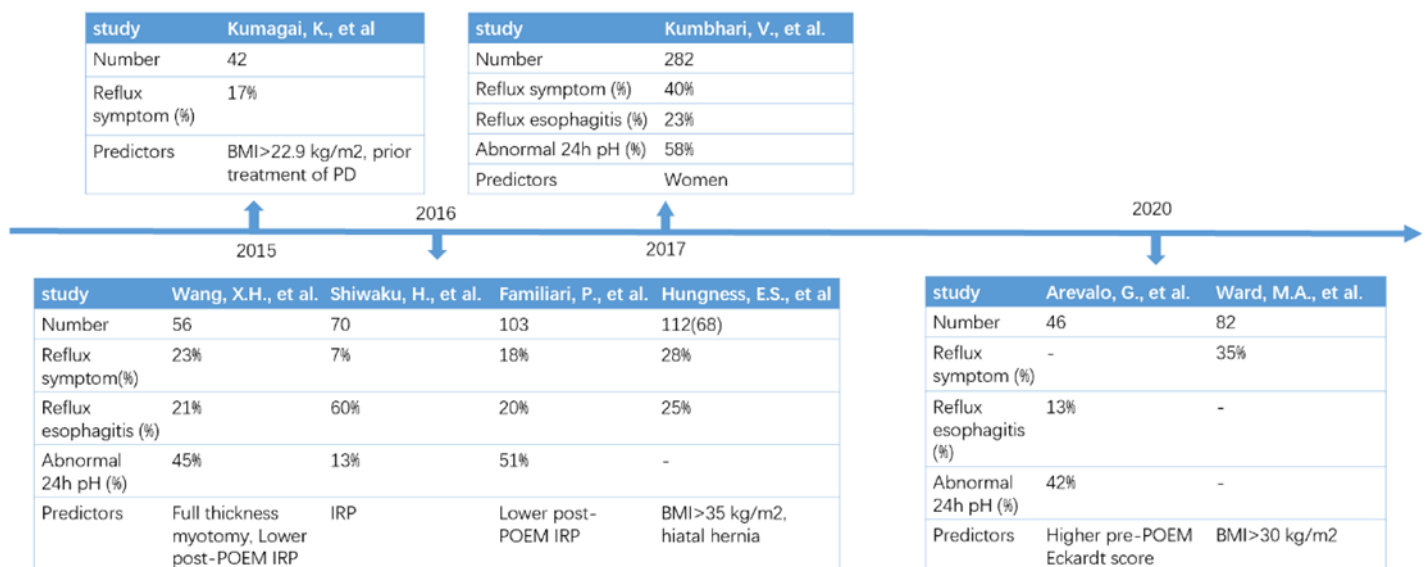 study Kumagai, K., et al
Number 42
Reflux 17%
symptom (%)
Predictors BMI>22.9 kg/m2, prior
treatment of PD
study Kumbhari, V., et al.
Number 282
Reflux symptom (%) 40%
Reflux esophagitis (%) 23%
Abnormal 24h pH (%) 58%
Predictors Women
2015
2016
2017
2020
study Wang, X.H., et al. Shiwaku, H., et al. Familiari, P., et al. Hungness, E.S., et al
Number 56 70 103 112(68)
Reflux 23% 7% 18% 28%
symptom(%)
Reflux 21% 60% 20% 25%
esophagitis (%)
Abnormal 45% 13% 51% -
24h pH (%)
Predictors Full thickness IRP Lower post- BMI>35 kg/m2,
myotomy, Lower POEM IRP hiatal hernia
post-POEM IRP
study Arevalo, G., et al. Ward, M.A., et al.
Number 46 82
Reflux - 35%
symptom (%)
Reflux 13% -
esophagitis
(%)
Abnormal 42% -
24h pH (%)
Predictors Higher pre-POEM BMI>30 kg/m2
Eckardt score